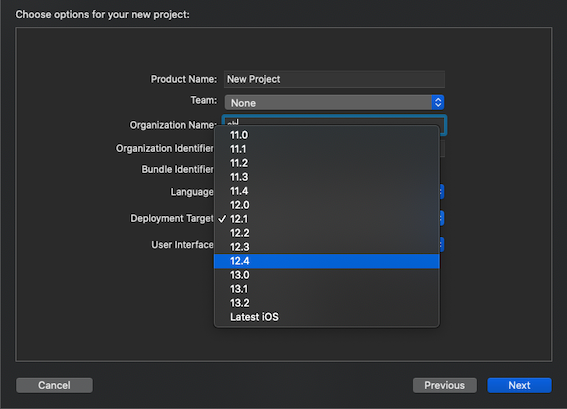 Choose options for your new project:
Product Name: New Project
Team: None
Organization Name:
Organization Identifier
Bundle Identifier
Language
Deployment Target
User Interface
11.0
11.1
11.2
11.3
11.4
12.0
✓ 12.1
12.2
12.3
12.4
13.0
13.1
13.2
Latest iOS
Cancel
Previous
Next